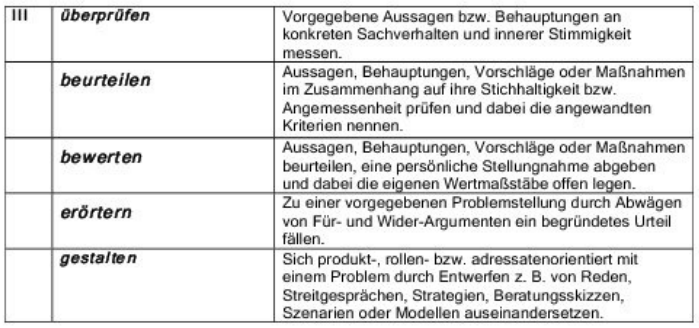 III überprüfen Vorgegebene Aussagen bzw. Behauptungen an
konkreten Sachverhalten und innerer Stimmigkeit
messen.
beurteilen Aussagen, Behauptungen, Vorschläge oder Maßnahmen
im Zusammenhang auf ihre Stichhaltigkeit bzw.
Angemessenheit prüfen und dabei die angewandten
Kriterien nennen.
bewerten Aussagen, Behauptungen, Vorschläge oder Maßnahmen
beurteilen, eine persönliche Stellungnahme abgeben
und dabei die eigenen Wertmaßstäbe offen legen.
erörtern Zu einer vorgegebenen Problemstellung durch Abwägen
von Für- und Wider-Argumenten ein begründetes Urteil
fällen.
gestalten Sich produkt-, rollen- bzw. adressatenorientiert mit
einem Problem durch Entwerfen z. B. von Reden,
Streitgesprächen, Strategien, Beratungsskizzen,
Szenarien oder Modellen auseinandersetzen.